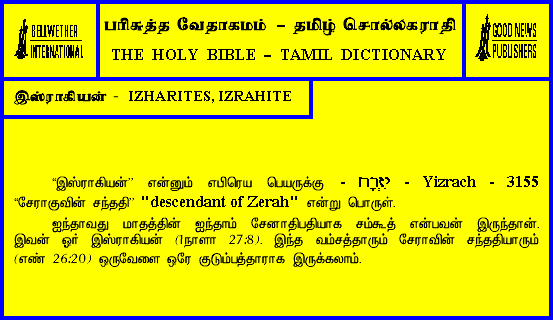 BELLWETHER
INTERNATIONAL
பரிசுத்த வேதாகமம் – தமிழ் சொல்லகராதி
THE HOLY BIBLE – TAMIL DICTIONARY
GOOD NEWS
PUBLISHERS
இஸ்ராகியன் - IZHARITES, IZRAHITE
“இஸ்ராகியன்” என்னும் எபிரெய பெயருக்கு - יִזְרָח - Yizrach - 3155
“சேராகுவின் சந்ததி” "descendant of Zerah" என்று பொருள்.
ஐந்தாவது மாதத்தின் ஐந்தாம் சேனாதிபதியாக சம்கூத் என்பவன் இருந்தான்.
இவன் ஓர் இஸ்ராகியன் (1நாளா 27:8). இந்த வம்சத்தாரும் சேராவின் சந்ததியாரும்
(எண் 26:20) ஒருவேளை ஒரே குடும்பத்தாராக இருக்கலாம்.